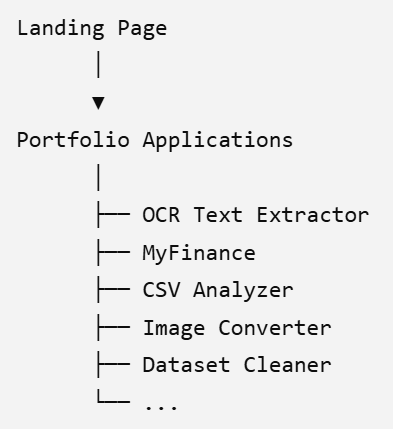 Landing Page
│
▼
Portfolio Applications
│
├── OCR Text Extractor
├── MyFinance
├── CSV Analyzer
├── Image Converter
├── Dataset Cleaner
└── ...